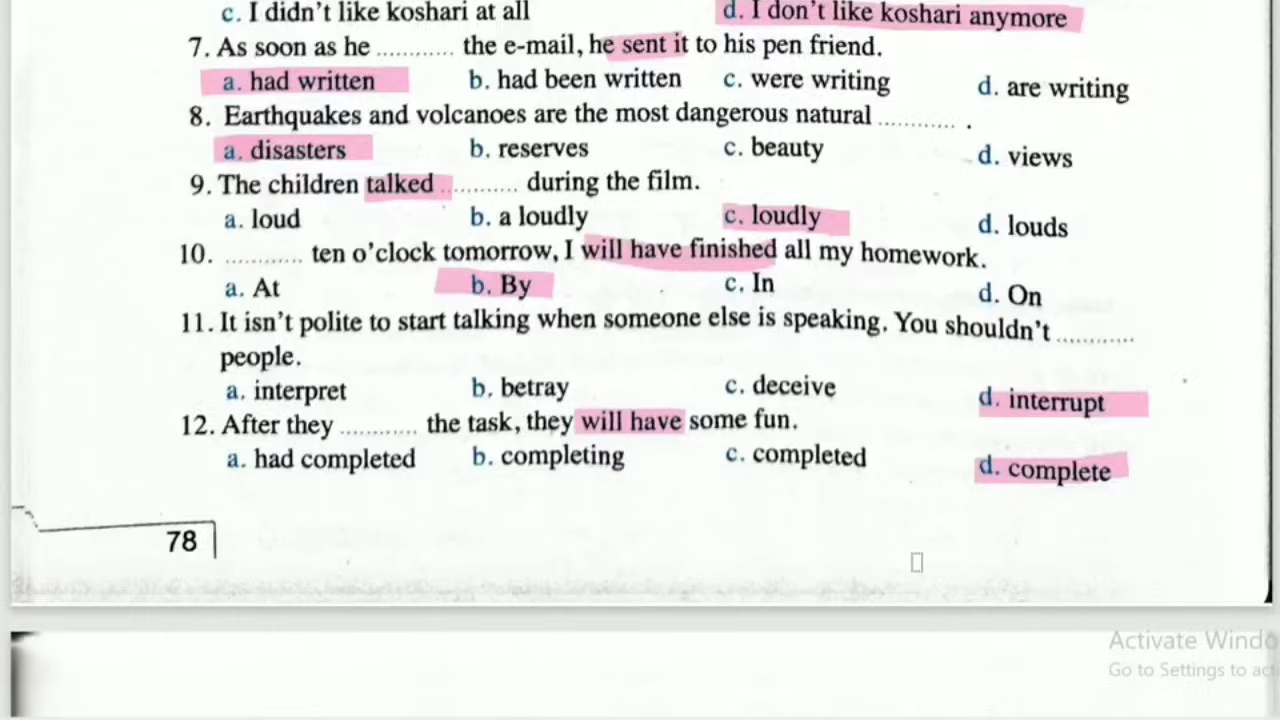 c. I didn't like koshari at all d. I don't like koshari anymore
7. As soon as he ............ the e-mail, he sent it to his pen friend.
a. had written b. had been written c. were writing d. are writing
8. Earthquakes and volcanoes are the most dangerous natural ............ .
a. disasters b. reserves c. beauty d. views
9. The children talked ............ during the film.
a. loud b. a loudly c. loudly d. louds
10. ............ ten o'clock tomorrow, I will have finished all my homework.
a. At b. By c. In d. On
11. It isn't polite to start talking when someone else is speaking. You shouldn't ............
people.
a. interpret b. betray c. deceive d. interrupt
12. After they ............ the task, they will have some fun.
a. had completed b. completing c. completed d. complete
78
Activate Windo
Go to Settings to act